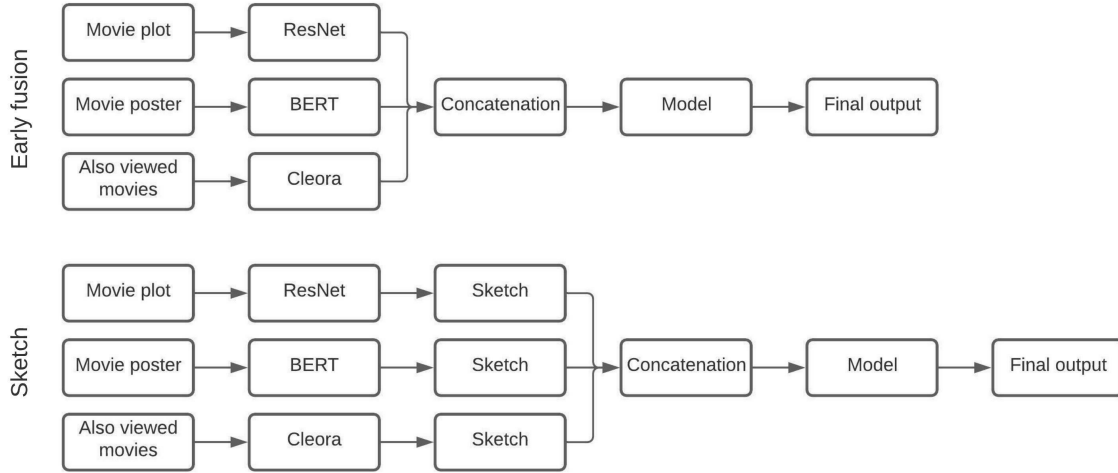 Early fusion
Movie plot
ResNet
Movie poster
BERT
Concatenation
Model
Final output
Also viewed
movies
Cleora
Sketch
Movie plot
ResNet
Sketch
Movie poster
BERT
Sketch
Concatenation
Model
Final output
Also viewed
movies
Cleora
Sketch